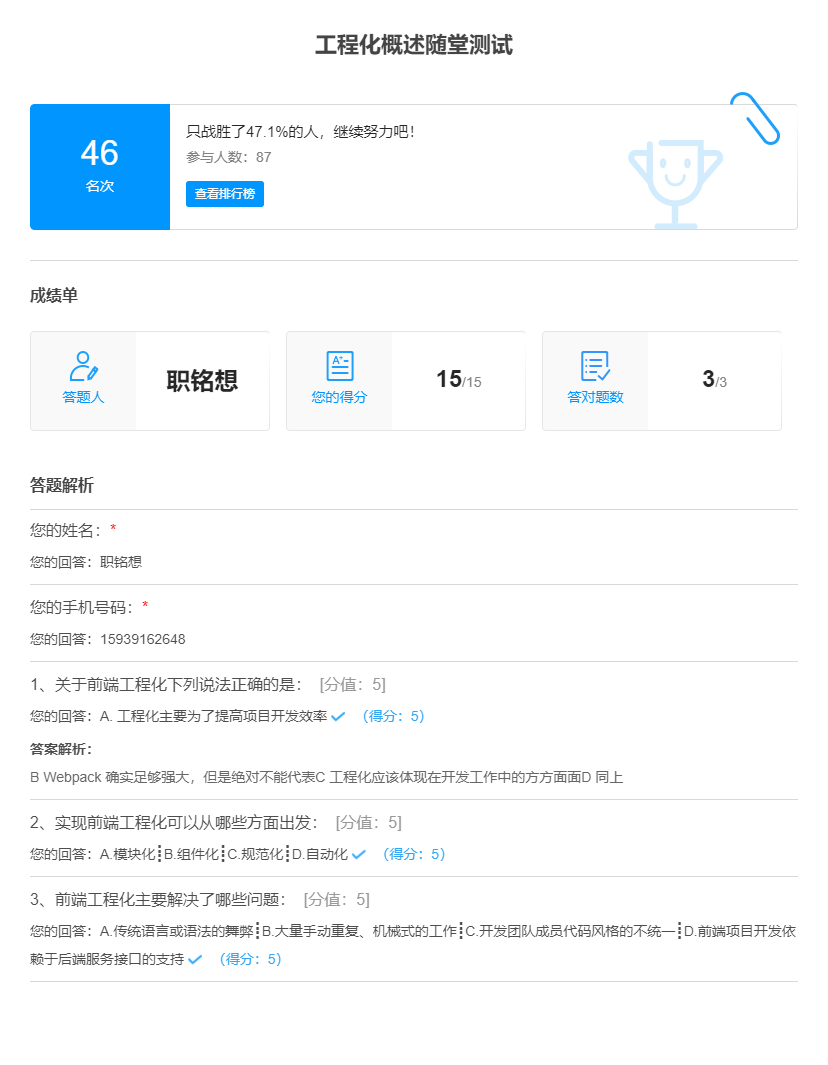 工程化概述随堂测试
46
名次
只战胜了47.1%的人，继续努力吧！
参与人数：87
查看排行榜
成绩单
答题人
职铭想
A+
您的得分
15/15
答对题数
3/3
答题解析
您的姓名：*
您的回答：职铭想
您的手机号码：*
您的回答：15939162648
1、关于前端工程化下列说法正确的是： [分值：5]
您的回答：A. 工程化主要为了提高项目开发效率 （得分：5）
答案解析：
B Webpack 确实足够强大，但是绝对不能代表C 工程化应该体现在开发工作中的方方面面D 同上
2、实现前端工程化可以从哪些方面出发： [分值：5]
您的回答：A.模块化┋B.组件化┋C.规范化┋D.自动化 （得分：5）
3、前端工程化主要解决了哪些问题： [分值：5]
您的回答：A.传统语言或语法的舞弊┋B.大量手动重复、机械式的工作┋C.开发团队成员代码风格的不统一┋D.前端项目开发依
赖于后端服务接口的支持 （得分：5）